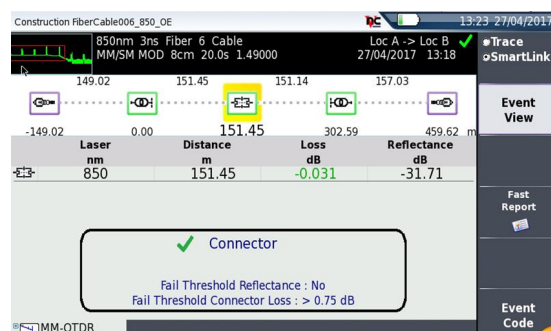 Construction FiberCable006_850_OE
13:23 27/04/2017
850nm 3ns Fiber 6 Cable
Loc A -> Loc B
MM/SM MOD 8cm 20.0s 1.49000
27/04/2017 13:18
Trace
SmartLink
149.02 151.45 151.14 157.03
-149.02 0.00 151.45 302.59 459.62 m
Event
View
Laser Distance Loss Reflectance
nm m dB dB
850 151.45 -0.031 -31.71
Fast
Report
Connector
Fail Threshold Reflectance : No
Fail Threshold Connector Loss : > 0.75 dB
Event
Code
MM-OTDR